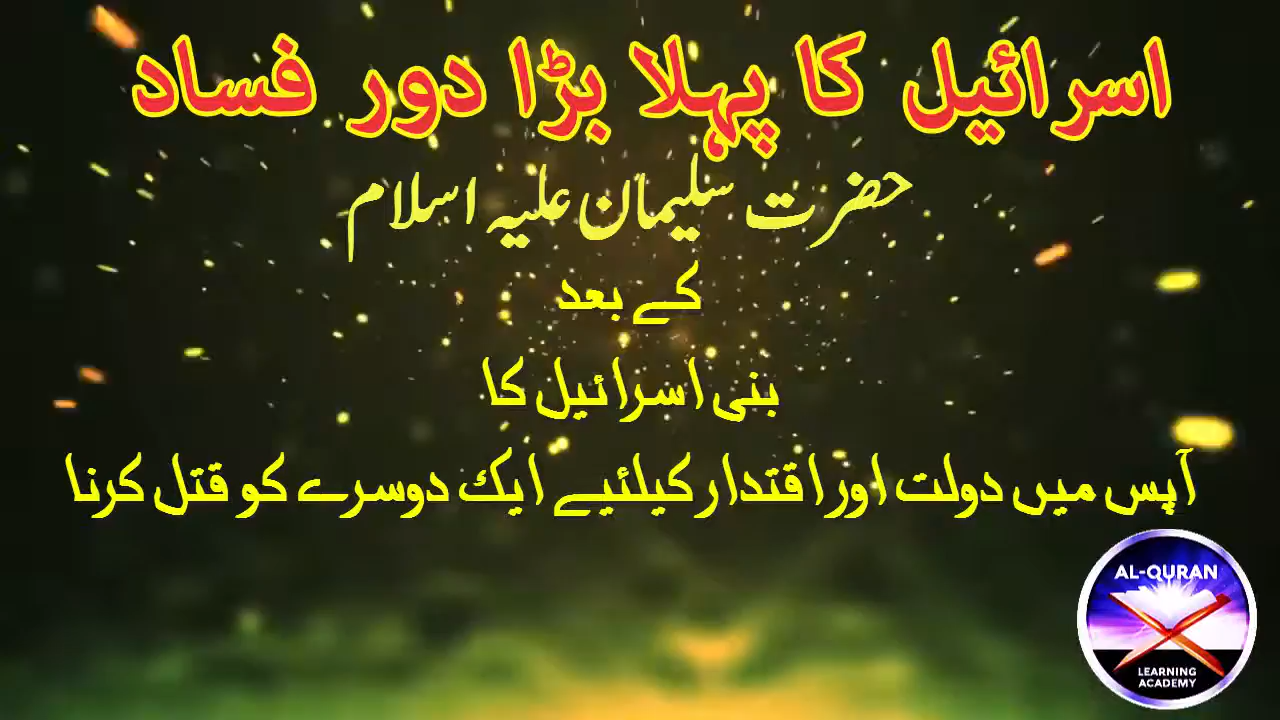 اسرائیل کا پہلا بڑا دور فساد
حضرت سلیمان علیہ اسلام
کے بعد
بنی اسرائیل کا
آپس میں دولت اور اقتدار کیلئیے ایک دوسرے کو قتل کرنا
AL-QURAN
LEARNING
ACADEMY